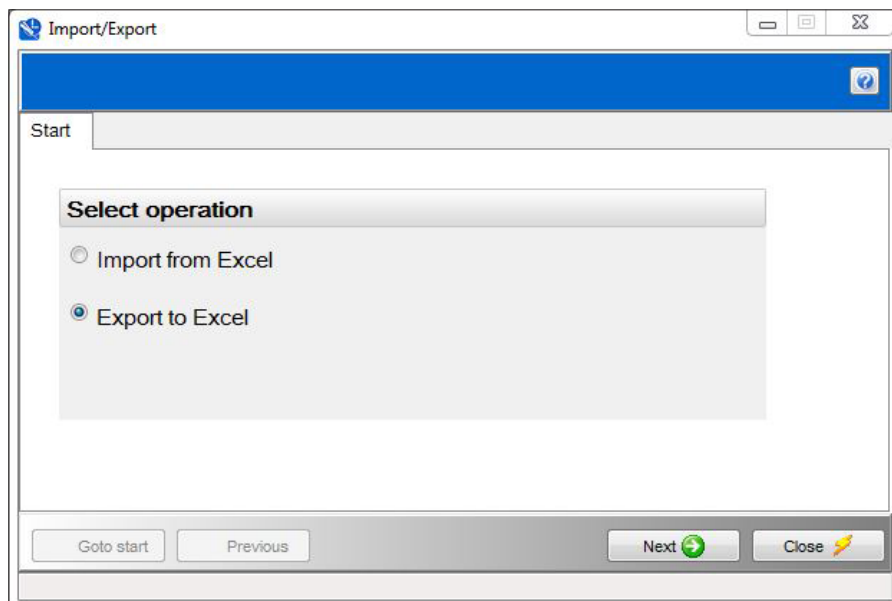 Import/Export
Start
Select operation
Import from Excel
Export to Excel
Goto start Previous Next Close